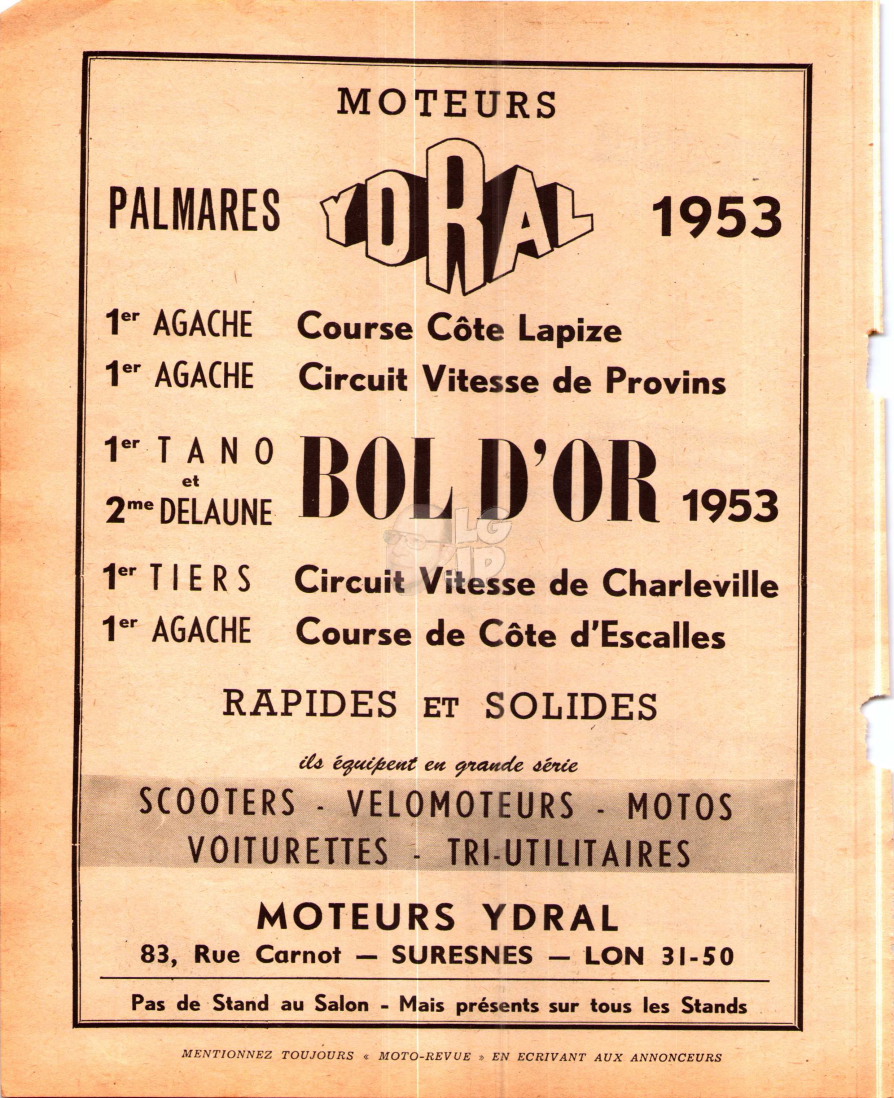 MOTEURS
PALMARES YDRAL 1953
1er AGACHE Course Côte Lapize
1er AGACHE Circuit Vitesse de Provins
1er TANO
et
2me DELAUNE
BOL D'OR 1953
1er TIERS Circuit Vitesse de Charleville
1er AGACHE Course de Côte d'Escalles
RAPIDES ET SOLIDES
ils équipent en grande série
SCOOTERS - VELOMOTEURS - MOTOS
VOITURETTES - TRI-UTILITAIRES
MOTEURS YDRAL
83, Rue Carnot — SURESNES — LON 31-50
Pas de Stand au Salon - Mais présents sur tous les Stands
MENTIONNEZ TOUJOURS « MOTO-REVUE » EN ECRIVANT AUX ANNONCEURS